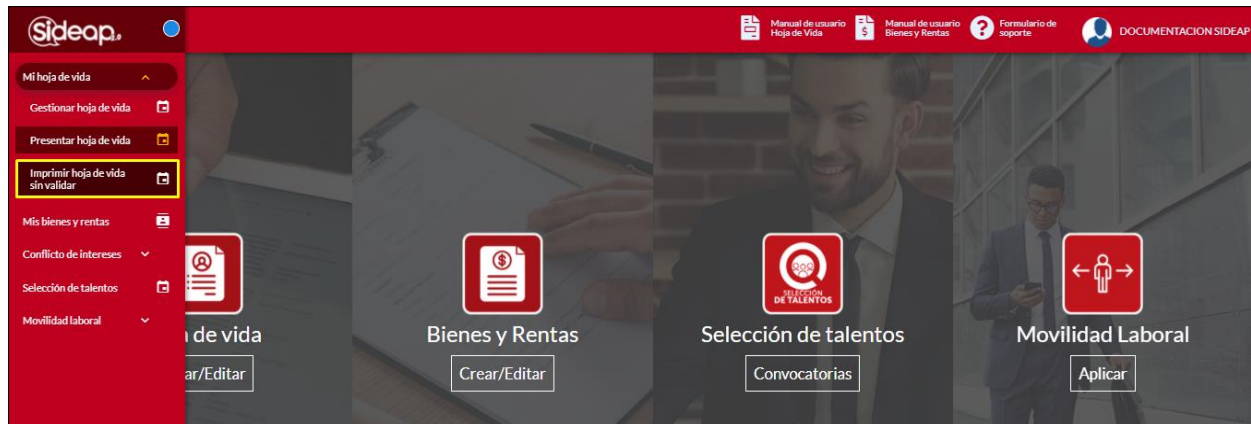 Sideap.
Manual de usuario
Hoja de Vida
Manual de usuario
Bienes y Rentas
Formulario de
soporte
DOCUMENTACION SIDEAP
Mi hoja de vida
Gestionar hoja de vida
Presentar hoja de vida
Imprimir hoja de vida
sin validar
Mis bienes y rentas
Conflicto de intereses
Selección de talentos
Movilidad laboral
de vida
ar/Editar
Bienes y Rentas
Crear/Editar
SELECCIÓN
DE TALENTOS
Selección de talentos
Convocatorias
Movilidad Laboral
Aplicar